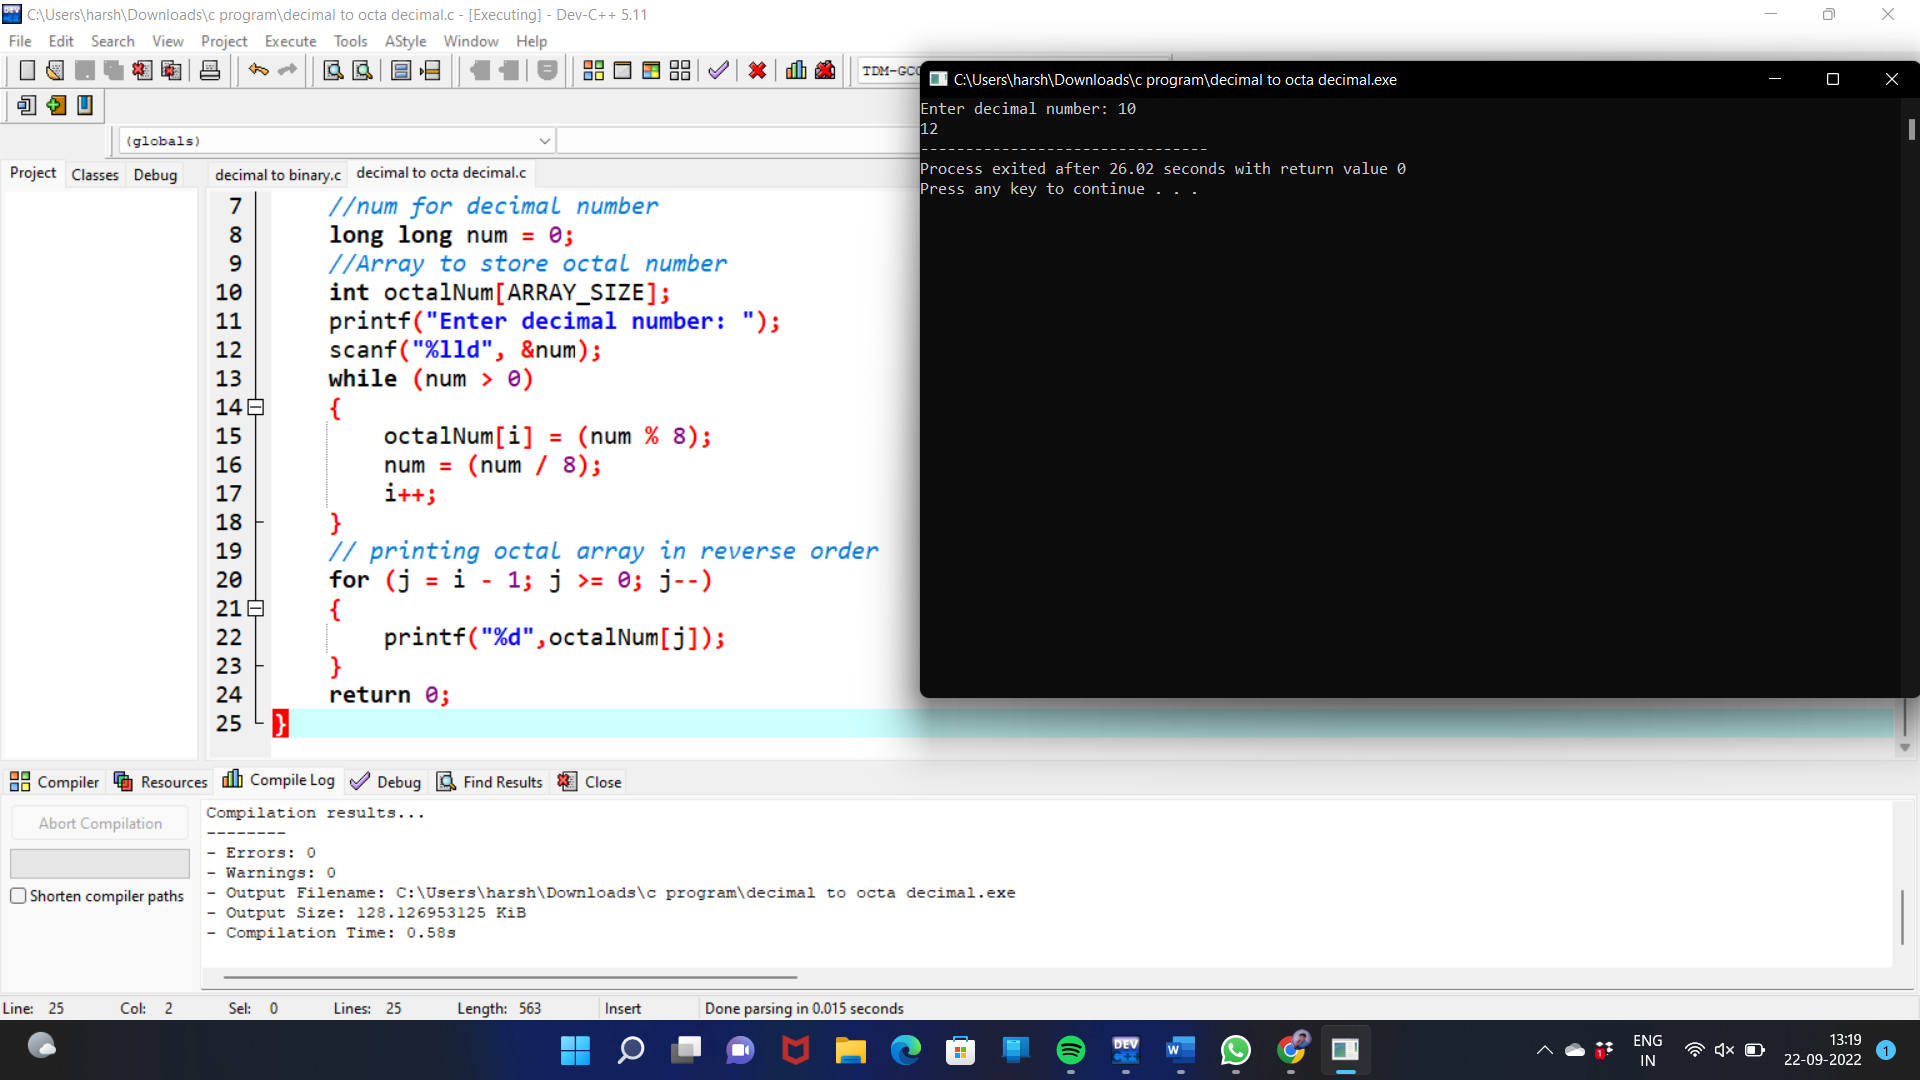 C:\Users\harsh\Downloads\c program\decimal to octa decimal.c - [Executing] - Dev-C++ 5.11
File Edit Search View Project Execute Tools AStyle Window Help
TDM-GCC
(globals)
Project Classes Debug
decimal to binary.c decimal to octa decimal.c
7 //num for decimal number
8 long long num = 0;
9 //Array to store octal number
10 int octalNum[ARRAY_SIZE];
11 printf("Enter decimal number: ");
12 scanf("%lld", &num);
13 while (num > 0)
14 {
15 octalNum[i] = (num % 8);
16 num = (num / 8);
17 i++;
18 }
19 // printing octal array in reverse order
20 for (j = i - 1; j >= 0; j--)
21 {
22 printf("%d",octalNum[j]);
23 }
24 return 0;
25 }
C:\Users\harsh\Downloads\c program\decimal to octa decimal.exe
Enter decimal number: 10
12
--------------------------------
Process exited after 26.02 seconds with return value 0
Press any key to continue . . .
Compiler Resources Compile Log Debug Find Results Close
Abort Compilation
Shorten compiler paths
Compilation results...
--------
- Errors: 0
- Warnings: 0
- Output Filename: C:\Users\harsh\Downloads\c program\decimal to octa decimal.exe
- Output Size: 128.126953125 KiB
- Compilation Time: 0.58s
Line: 25 Col: 2 Sel: 0 Lines: 25 Length: 563 Insert Done parsing in 0.015 seconds
DEV
C++
W
1
ENG
IN
13:19
22-09-2022
1